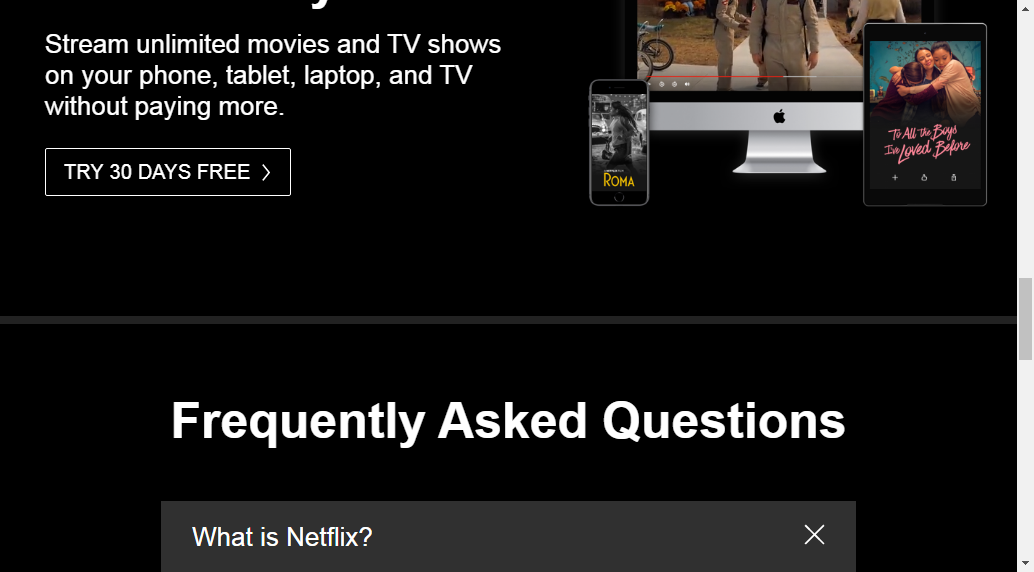 Stream unlimited movies and TV shows
on your phone, tablet, laptop, and TV
without paying more.
TRY 30 DAYS FREE
ROMA
To All the Boys
I've Loved Before
Frequently Asked Questions
What is Netflix?